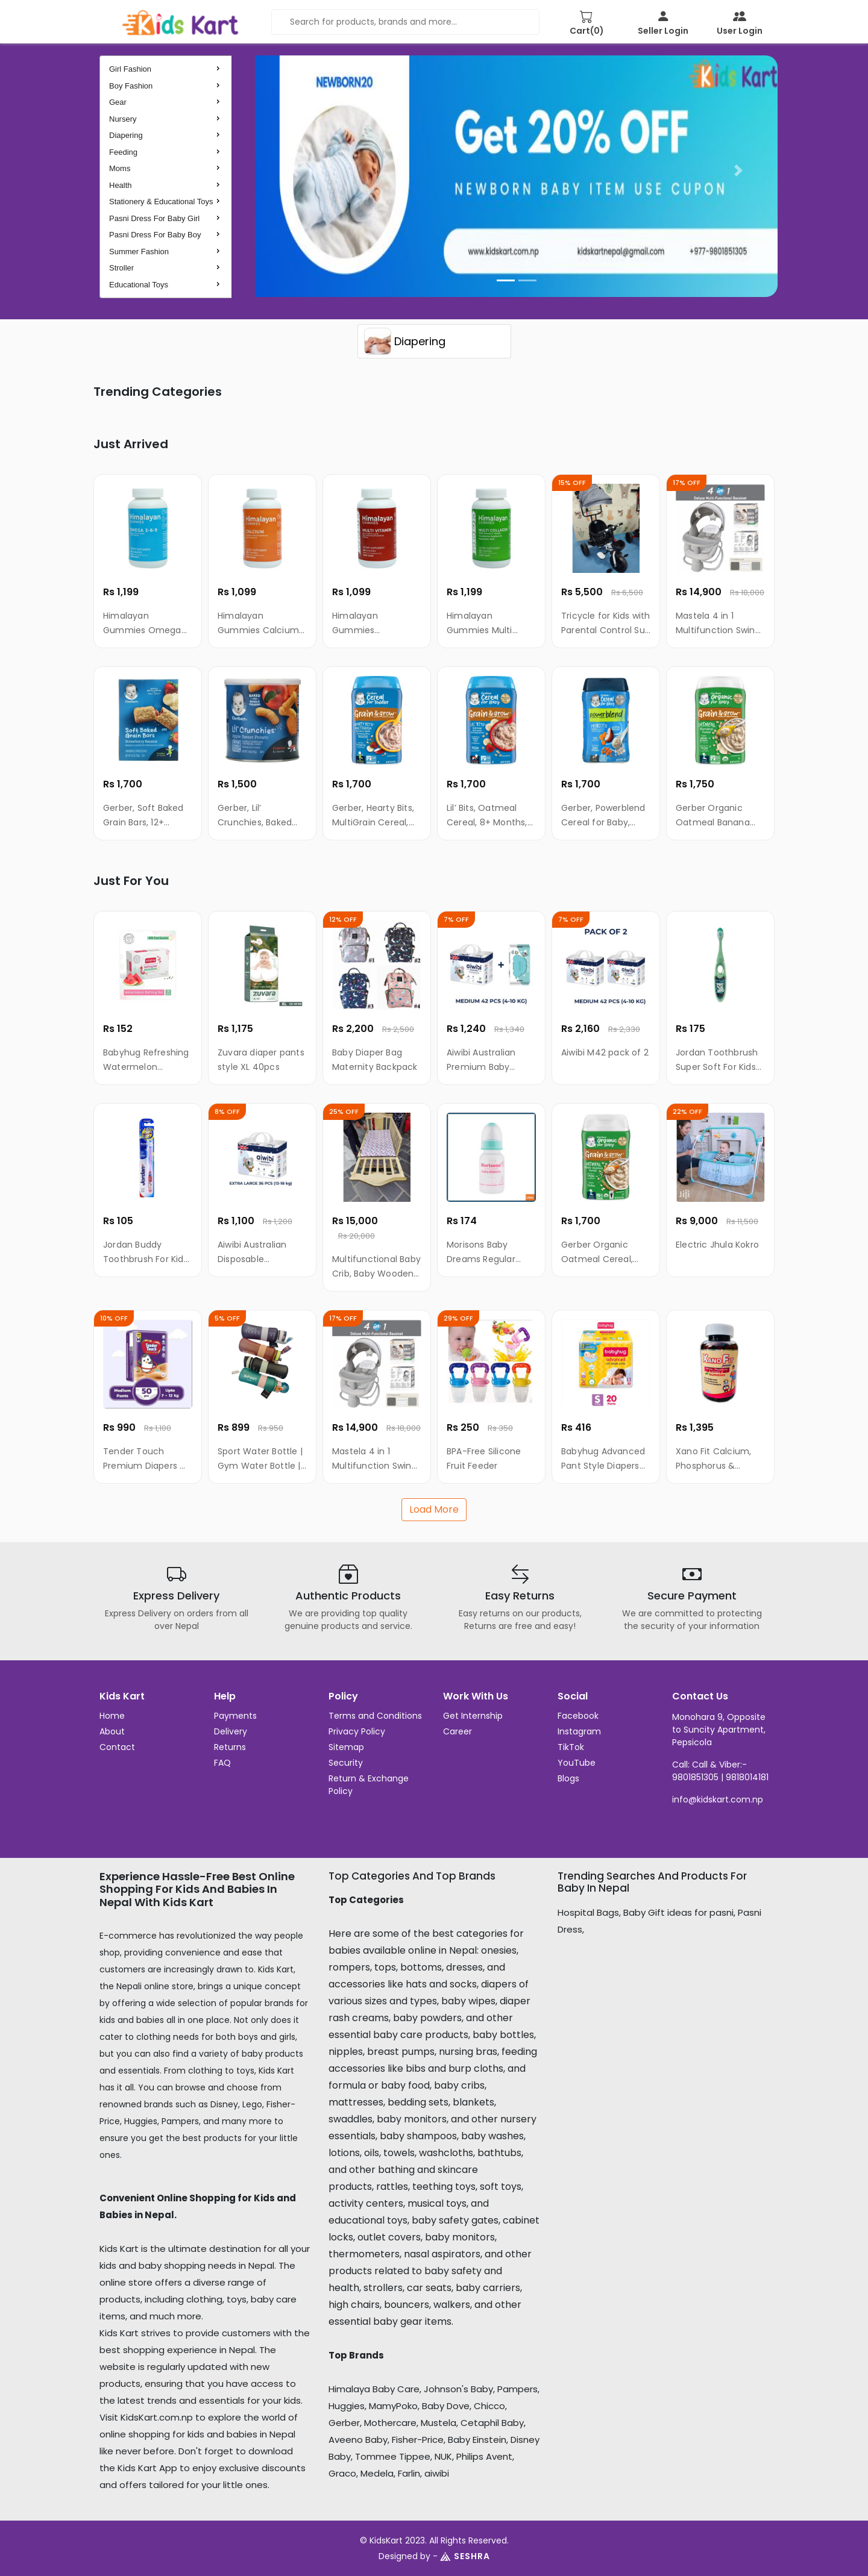 Kids Kart
Search for products, brands and more...
Cart(0)
Seller Login
User Login
Girl Fashion
Boy Fashion
Gear
Nursery
Diapering
Feeding
Moms
Health
Stationery & Educational Toys
Pasni Dress For Baby Girl
Pasni Dress For Baby Boy
Summer Fashion
Stroller
Educational Toys
NEWBORN20
Kids Kart
Get 20% OFF
NEWBORN BABY ITEM USE COUPON
www.kidskart.com.np
kidskartnepal@gmail.com
+977-9801851305
Diapering
Trending Categories
Just Arrived
Rs 1,199
Himalayan
Gummies Omega...
Rs 1,099
Himalayan
Gummies Calcium...
Rs 1,099
Himalayan
Gummies...
Rs 1,199
Himalayan
Gummies Multi...
15% OFF
Rs 5,500 Rs 6,500
Tricycle for Kids with
Parental Control Su...
17% OFF
4 in 1
Rs 14,900 Rs 18,000
Mastela 4 in 1
Multifunction Swin...
Rs 1,700
Gerber, Soft Baked
Grain Bars, 12+...
Rs 1,500
Gerber, Lil'
Crunchies, Baked...
Rs 1,700
Gerber, Hearty Bits,
MultiGrain Cereal,...
Rs 1,700
Lil' Bits, Oatmeal
Cereal, 8+ Months,...
Rs 1,700
Gerber, Powerblend
Cereal for Baby,...
Rs 1,750
Gerber Organic
Oatmeal Banana...
Just For You
Rs 152
Babyhug Refreshing
Watermelon...
ZUVARA
Rs 1,175
Zuvara diaper pants
style XL 40pcs
12% OFF
#1
#2
#3
#4
Rs 2,200 Rs 2,500
Baby Diaper Bag
Maternity Backpack
7% OFF
MEDIUM 42 PCS (4-10 KG)
Rs 1,240 Rs 1,340
Aiwibi Australian
Premium Baby...
7% OFF
PACK OF 2
MEDIUM 42 PCS (4-10 KG)
Rs 2,160 Rs 2,330
Aiwibi M42 pack of 2
Rs 175
Jordan Toothbrush
Super Soft For Kids...
Rs 105
Jordan Buddy
Toothbrush For Kid...
8% OFF
EXTRA LARGE 36 PCS (12-18 kg)
Rs 1,100 Rs 1,200
Aiwibi Australian
Disposable...
25% OFF
Rs 15,000
Rs 20,000
Multifunctional Baby
Crib, Baby Wooden...
Rs 174
Morisons Baby
Dreams Regular...
Rs 1,700
Gerber Organic
Oatmeal Cereal,...
22% OFF
Rs 9,000 Rs 11,500
Electric Jhula Kokro
10% OFF
Rs 990 Rs 1,100
Tender Touch
Premium Diapers ...
5% OFF
Rs 899 Rs 950
Sport Water Bottle |
Gym Water Bottle |...
17% OFF
4 in 1
Rs 14,900 Rs 18,000
Mastela 4 in 1
Multifunction Swin...
29% OFF
Rs 250 Rs 350
BPA-Free Silicone
Fruit Feeder
Rs 416
Babyhug Advanced
Pant Style Diapers...
Rs 1,395
Xano Fit Calcium,
Phosphorus &...
Load More
Express Delivery
Express Delivery on orders from all
over Nepal
Authentic Products
We are providing top quality
genuine products and service.
Easy Returns
Easy returns on our products,
Returns are free and easy!
Secure Payment
We are committed to protecting
the security of your information
Kids Kart
Home
About
Contact
Help
Payments
Delivery
Returns
FAQ
Policy
Terms and Conditions
Privacy Policy
Sitemap
Security
Return & Exchange
Policy
Work With Us
Get Internship
Career
Social
Facebook
Instagram
TikTok
YouTube
Blogs
Contact Us
Monohara 9, Opposite
to Suncity Apartment,
Pepsicola
Call: Call & Viber:-
9801851305 | 9818014181
info@kidskart.com.np
Experience Hassle-Free Best Online
Shopping For Kids And Babies In
Nepal With Kids Kart
E-commerce has revolutionized the way people
shop, providing convenience and ease that
customers are increasingly drawn to. Kids Kart,
the Nepali online store, brings a unique concept
by offering a wide selection of popular brands for
kids and babies all in one place. Not only does it
cater to clothing needs for both boys and girls,
but you can also find a variety of baby products
and essentials. From clothing to toys, Kids Kart
has it all. You can browse and choose from
renowned brands such as Disney, Lego, Fisher-
Price, Huggies, Pampers, and many more to
ensure you get the best products for your little
ones.
Convenient Online Shopping for Kids and
Babies in Nepal.
Kids Kart is the ultimate destination for all your
kids and baby shopping needs in Nepal. The
online store offers a diverse range of
products, including clothing, toys, baby care
items, and much more.
Kids Kart strives to provide customers with the
best shopping experience in Nepal. The
website is regularly updated with new
products, ensuring that you have access to
the latest trends and essentials for your kids.
Visit KidsKart.com.np to explore the world of
online shopping for kids and babies in Nepal
like never before. Don't forget to download
the Kids Kart App to enjoy exclusive discounts
and offers tailored for your little ones.
Top Categories And Top Brands
Top Categories
Here are some of the best categories for
babies available online in Nepal: onesies,
rompers, tops, bottoms, dresses, and
accessories like hats and socks, diapers of
various sizes and types, baby wipes, diaper
rash creams, baby powders, and other
essential baby care products, baby bottles,
nipples, breast pumps, nursing bras, feeding
accessories like bibs and burp cloths, and
formula or baby food, baby cribs,
mattresses, bedding sets, blankets,
swaddles, baby monitors, and other nursery
essentials, baby shampoos, baby washes,
lotions, oils, towels, washcloths, bathtubs,
and other bathing and skincare
products, rattles, teething toys, soft toys,
activity centers, musical toys, and
educational toys, baby safety gates, cabinet
locks, outlet covers, baby monitors,
thermometers, nasal aspirators, and other
products related to baby safety and
health, strollers, car seats, baby carriers,
high chairs, bouncers, walkers, and other
essential baby gear items.
Top Brands
Himalaya Baby Care, Johnson's Baby, Pampers,
Huggies, MamyPoko, Baby Dove, Chicco,
Gerber, Mothercare, Mustela, Cetaphil Baby,
Aveeno Baby, Fisher-Price, Baby Einstein, Disney
Baby, Tommee Tippee, NUK, Philips Avent,
Graco, Medela, Farlin, aiwibi
Trending Searches And Products For
Baby In Nepal
Hospital Bags, Baby Gift ideas for pasni, Pasni
Dress,
© KidsKart 2023. All Rights Reserved.
Designed by - SESHRA